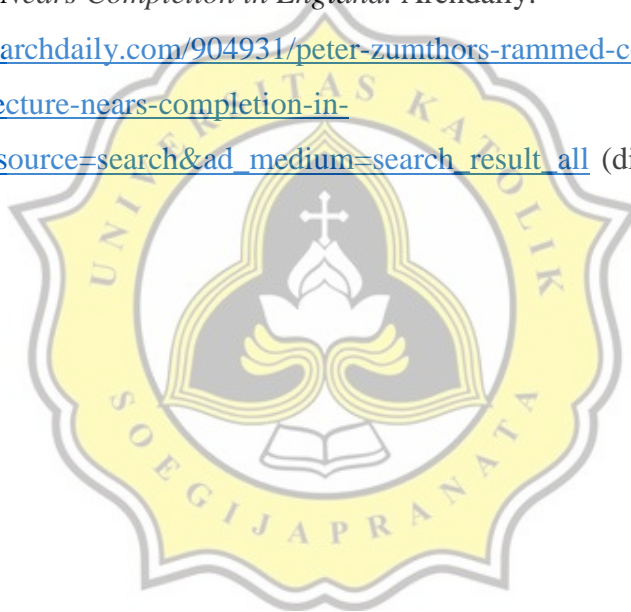 Nears Completion in England. Archdaily.
archdaily.com/904931/peter-zumthors-rammed-c
ecture-nears-completion-in-
source=search&ad_medium=search_result_all (di
UNIVERSITAS KATOLIK
SOEGIJAPRANATA